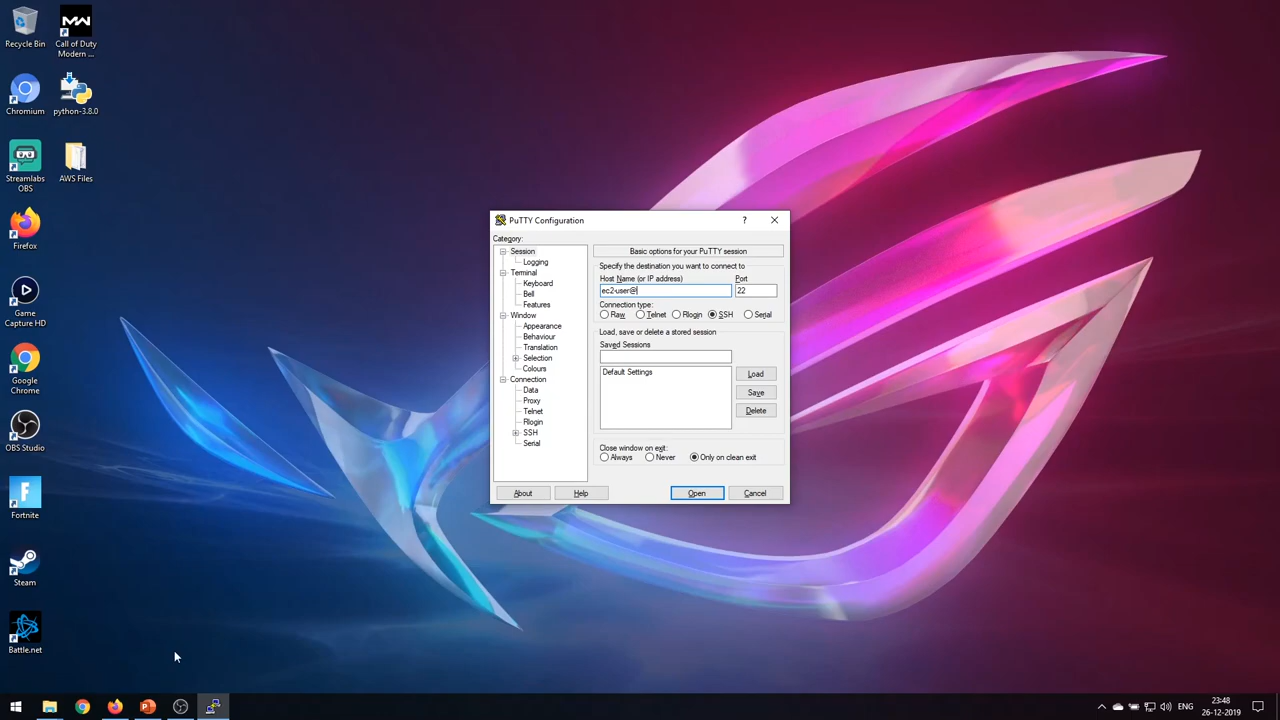 Recycle Bin
Call of Duty
Modern ...
Chromium
python-3.8.0
Streamlabs
OBS
AWS Files
Firefox
Game
Capture HD
Google
Chrome
OBS Studio
Fortnite
Steam
Battle.net
PuTTY Configuration
?
Category:
Session
Logging
Terminal
Keyboard
Bell
Features
Window
Appearance
Behaviour
Translation
Selection
Colours
Connection
Data
Proxy
Telnet
Rlogin
SSH
Serial
Basic options for your PuTTY session
Specify the destination you want to connect to
Host Name (or IP address)
Port
ec2-user@
22
Connection type:
Raw
Telnet
Rlogin
SSH
Serial
Load, save or delete a stored session
Saved Sessions
Default Settings
Load
Save
Delete
Close window on exit:
Always
Never
Only on clean exit
About
Help
Open
Cancel
ENG
23:48
26-12-2019